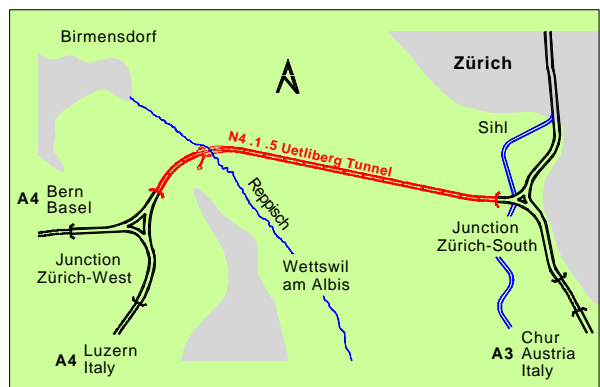 Birmensdorf
Zürich
Sihl
N4 .1 .5 Uetliberg Tunnel
A4 Bern
Basel
Reppisch
Junction
Zürich-West
Junction
Zürich-South
Wettswil
am Albis
A4 Luzern
Italy
A3 Chur
Austria
Italy